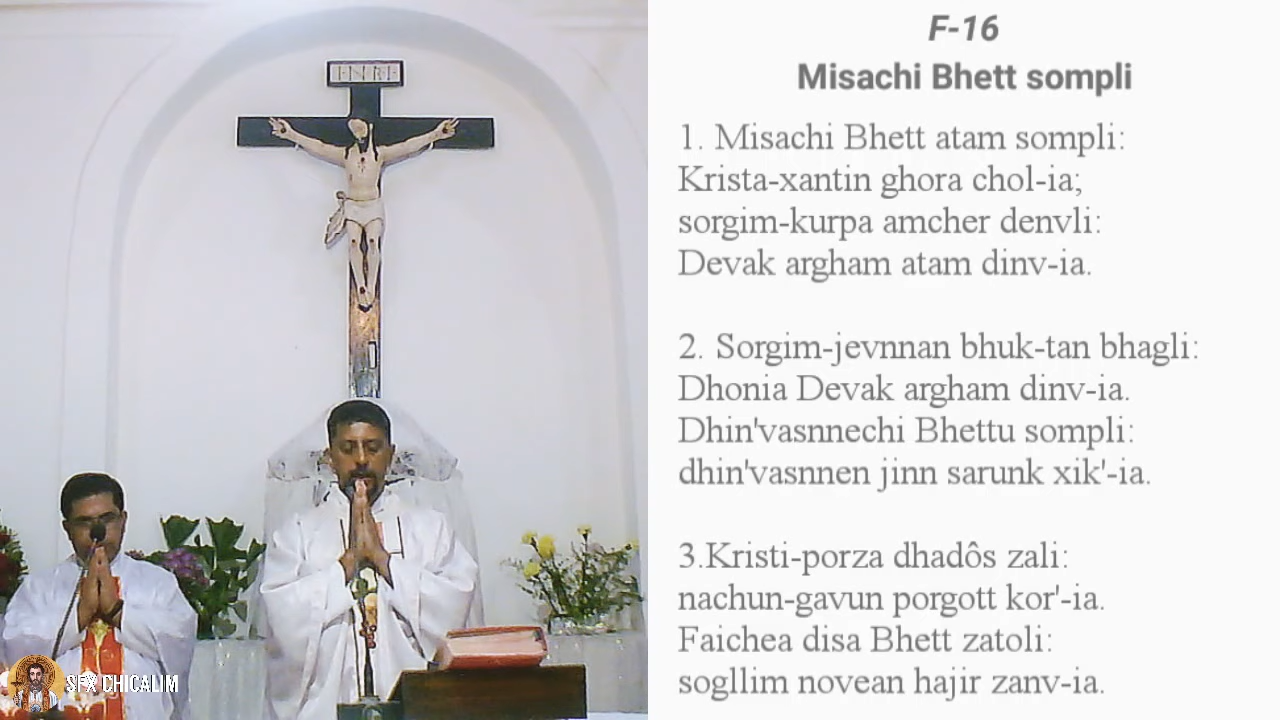 INRI
SFX CHICALIM
F-16
Misachi Bhett sompli
1. Misachi Bhett atam sompli:
Krista-xantin ghora chol-ia;
sorgim-kurpa amcher denvli:
Devak argham atam dinv-ia.
2. Sorgim-jevnnan bhuk-tan bhagli:
Dhonia Devak argham dinv-ia.
Dhin'vasnnechi Bhettu sompli:
dhin'vasnnen jinn sarunk xik'-ia.
3.Kristi-porza dhadôs zali:
nachun-gavun porgott kor'-ia.
Faichea disa Bhett zatoli:
sogllim novean hajir zanv-ia.